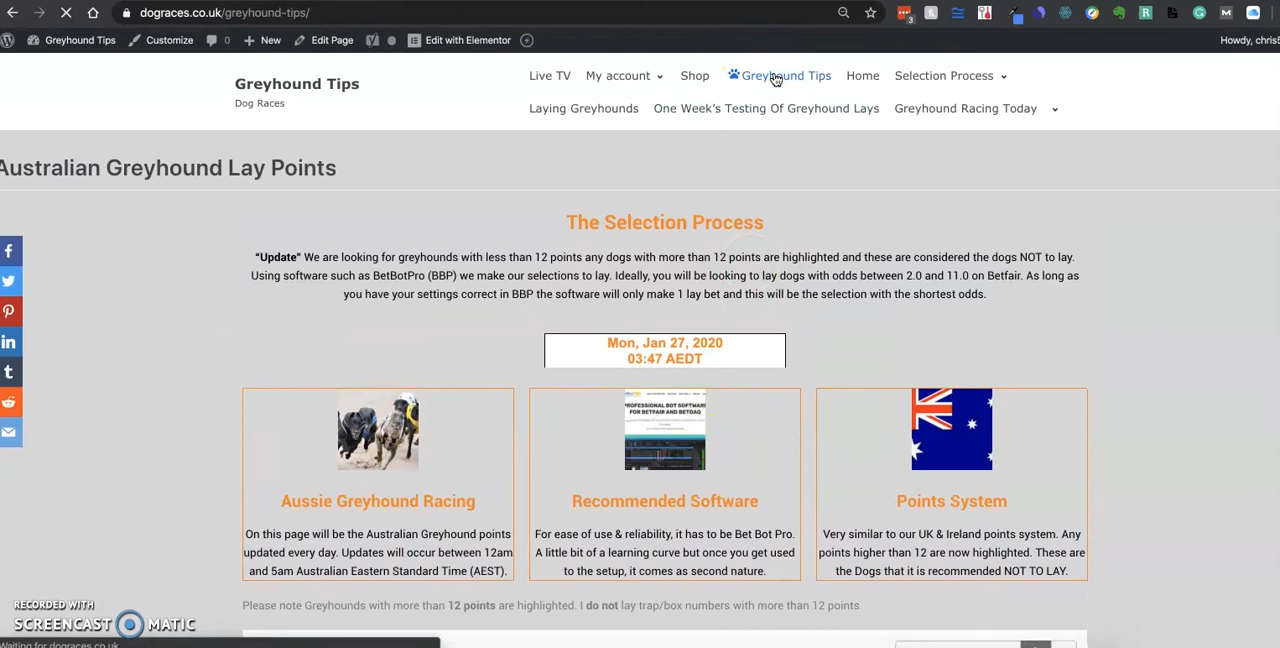 dograces.co.uk/greyhound-tips/
3
Greyhound Tips
Customize
0
New
Edit Page
Edit with Elementor
Howdy, chris5
Greyhound Tips
Dog Races
Live TV
My account
Shop
Greyhound Tips
Home
Selection Process
Laying Greyhounds
One Week's Testing Of Greyhound Lays
Greyhound Racing Today
Australian Greyhound Lay Points
The Selection Process
“Update” We are looking for greyhounds with less than 12 points any dogs with more than 12 points are highlighted and these are considered the dogs NOT to lay.
Using software such as BetBotPro (BBP) we make our selections to lay. Ideally, you will be looking to lay dogs with odds between 2.0 and 11.0 on Betfair. As long as
you have your settings correct in BBP the software will only make 1 lay bet and this will be the selection with the shortest odds.
Mon, Jan 27, 2020
03:47 AEDT
PROFESSIONAL BOT SOFTWARE
FOR BETFAIR AND BETDAQ
Aussie Greyhound Racing
On this page will be the Australian Greyhound points
updated every day. Updates will occur between 12am
and 5am Australian Eastern Standard Time (AEST).
Recommended Software
For ease of use & reliability, it has to be Bet Bot Pro.
A little bit of a learning curve but once you get used
to the setup, it comes as second nature.
Points System
Very similar to our UK & Ireland points system. Any
points higher than 12 are now highlighted. These are
the Dogs that it is recommended NOT TO LAY.
Please note Greyhounds with more than 12 points are highlighted. I do not lay trap/box numbers with more than 12 points.
RECORDED WITH
SCREENCAST MATIC
Waiting for dograces.co.uk